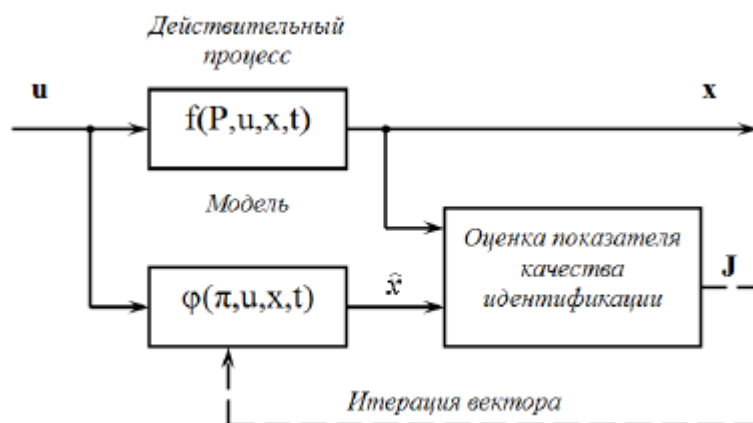 Действительный
процесс
u
f(P,u,x,t)
x
Модель
φ(π,u,x,t)
x̂
Оценка показателя
качества
идентификации
J
Итерация вектора